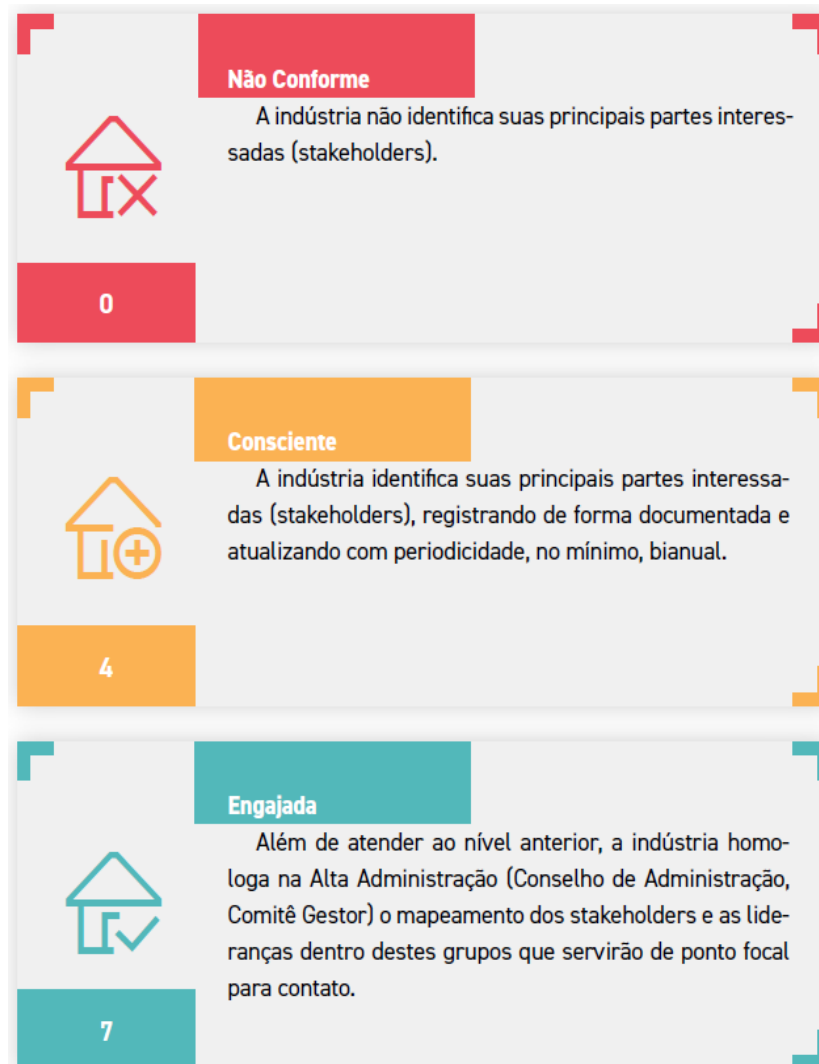 Não Conforme
A indústria não identifica suas principais partes interes-
sadas (stakeholders).
0
Consciente
A indústria identifica suas principais partes interessa-
das (stakeholders), registrando de forma documentada e
atualizando com periodicidade, no mínimo, bianual.
4
Engajada
Além de atender ao nível anterior, a indústria homo-
loga na Alta Administração (Conselho de Administração,
Comitê Gestor) o mapeamento dos stakeholders e as lide-
ranças dentro destes grupos que servirão de ponto focal
para contato.
7